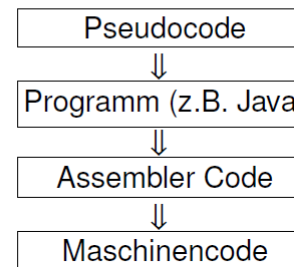 Pseudocode
⇓
Programm (z.B. Java
⇓
Assembler Code
⇓
Maschinencode